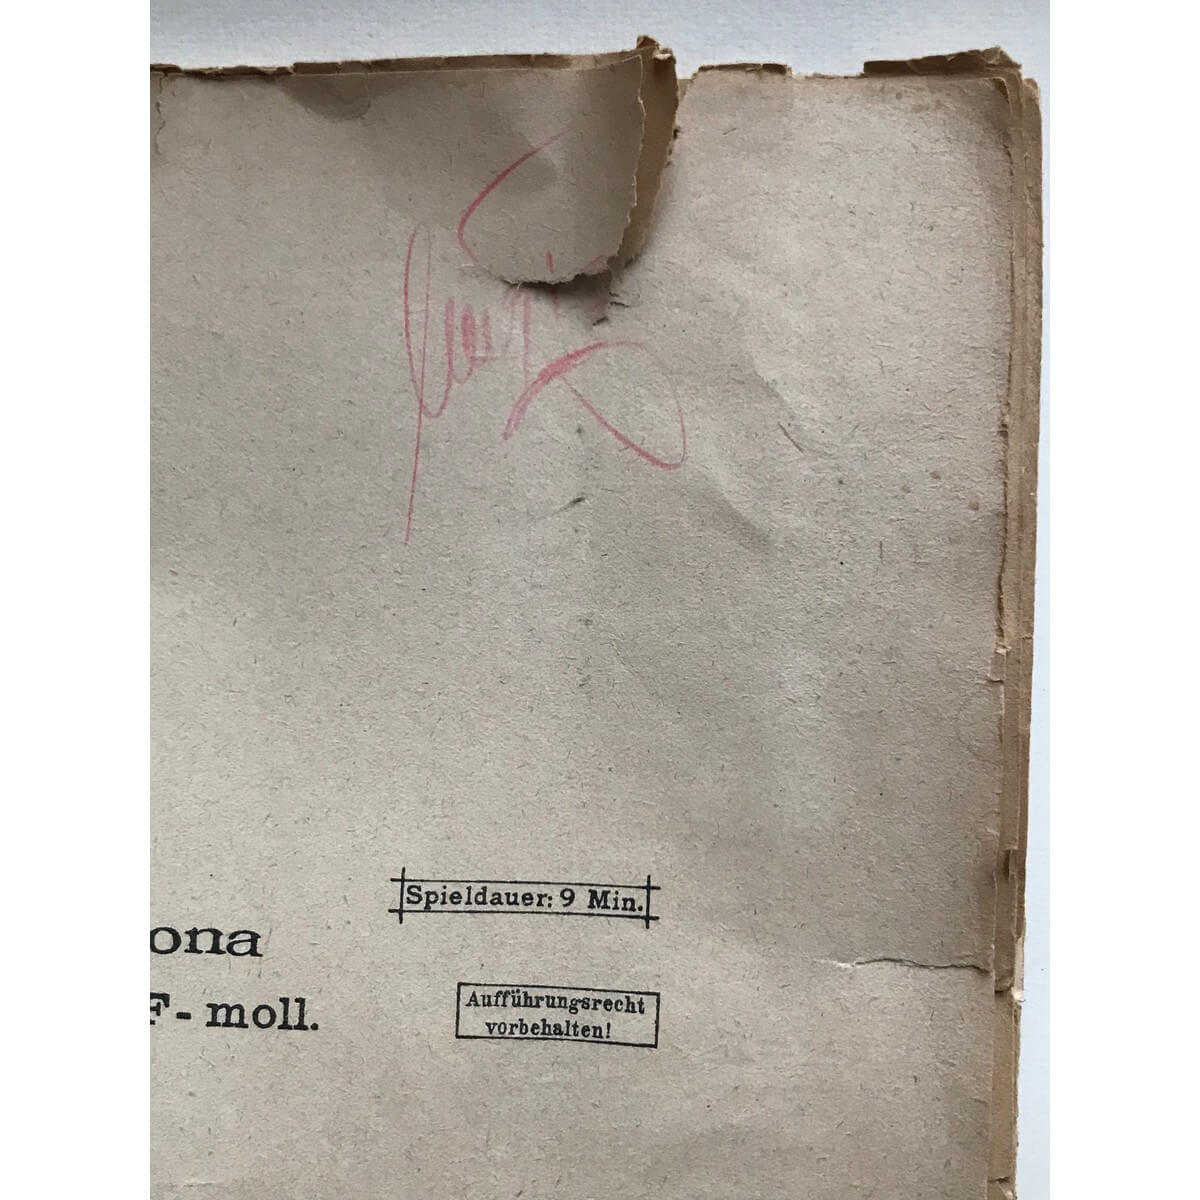 Spieldauer: 9 Min.
ona
F - moll.
Aufführungsrecht
vorbehalten!